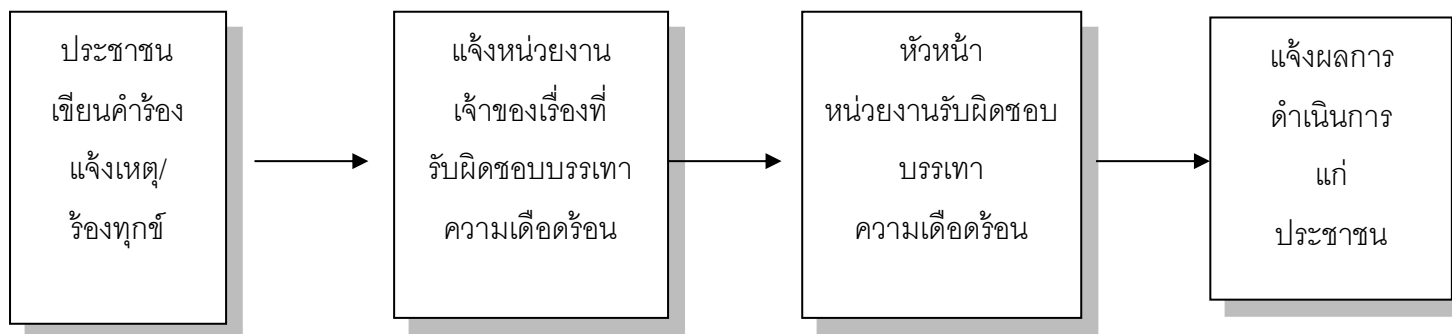 ประชาชน
เขียนคำร้อง
แจ้งเหตุ/
ร้องทุกข์
แจ้งหน่วยงาน
เจ้าของเรื่องที่
รับผิดชอบบรรเทา
ความเดือดร้อน
หัวหน้า
หน่วยงานรับผิดชอบ
บรรเทา
ความเดือดร้อน
แจ้งผลการ
ดำเนินการ
แก่
ประชาชน